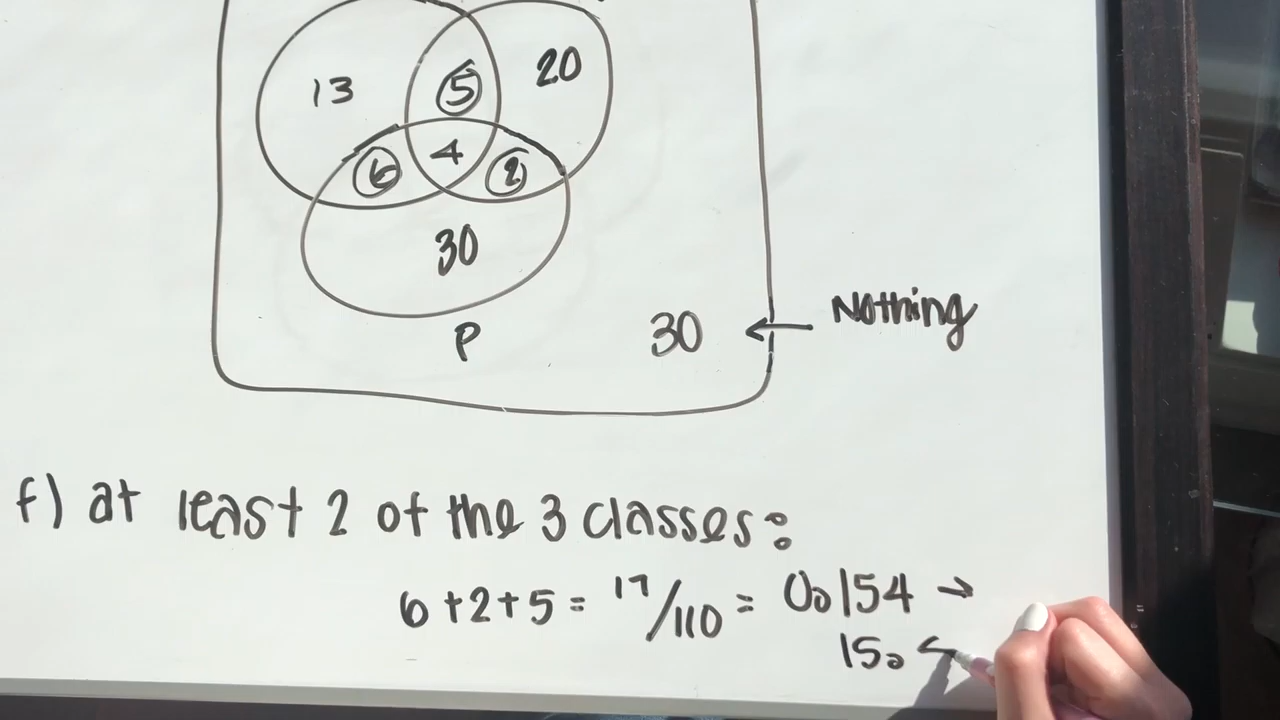 13 5 20
6 4 2
30
P 30 ← Nothing
f) at least 2 of the 3 classes:
6 + 2 + 5 = 17/110 = 0.154 →
15.